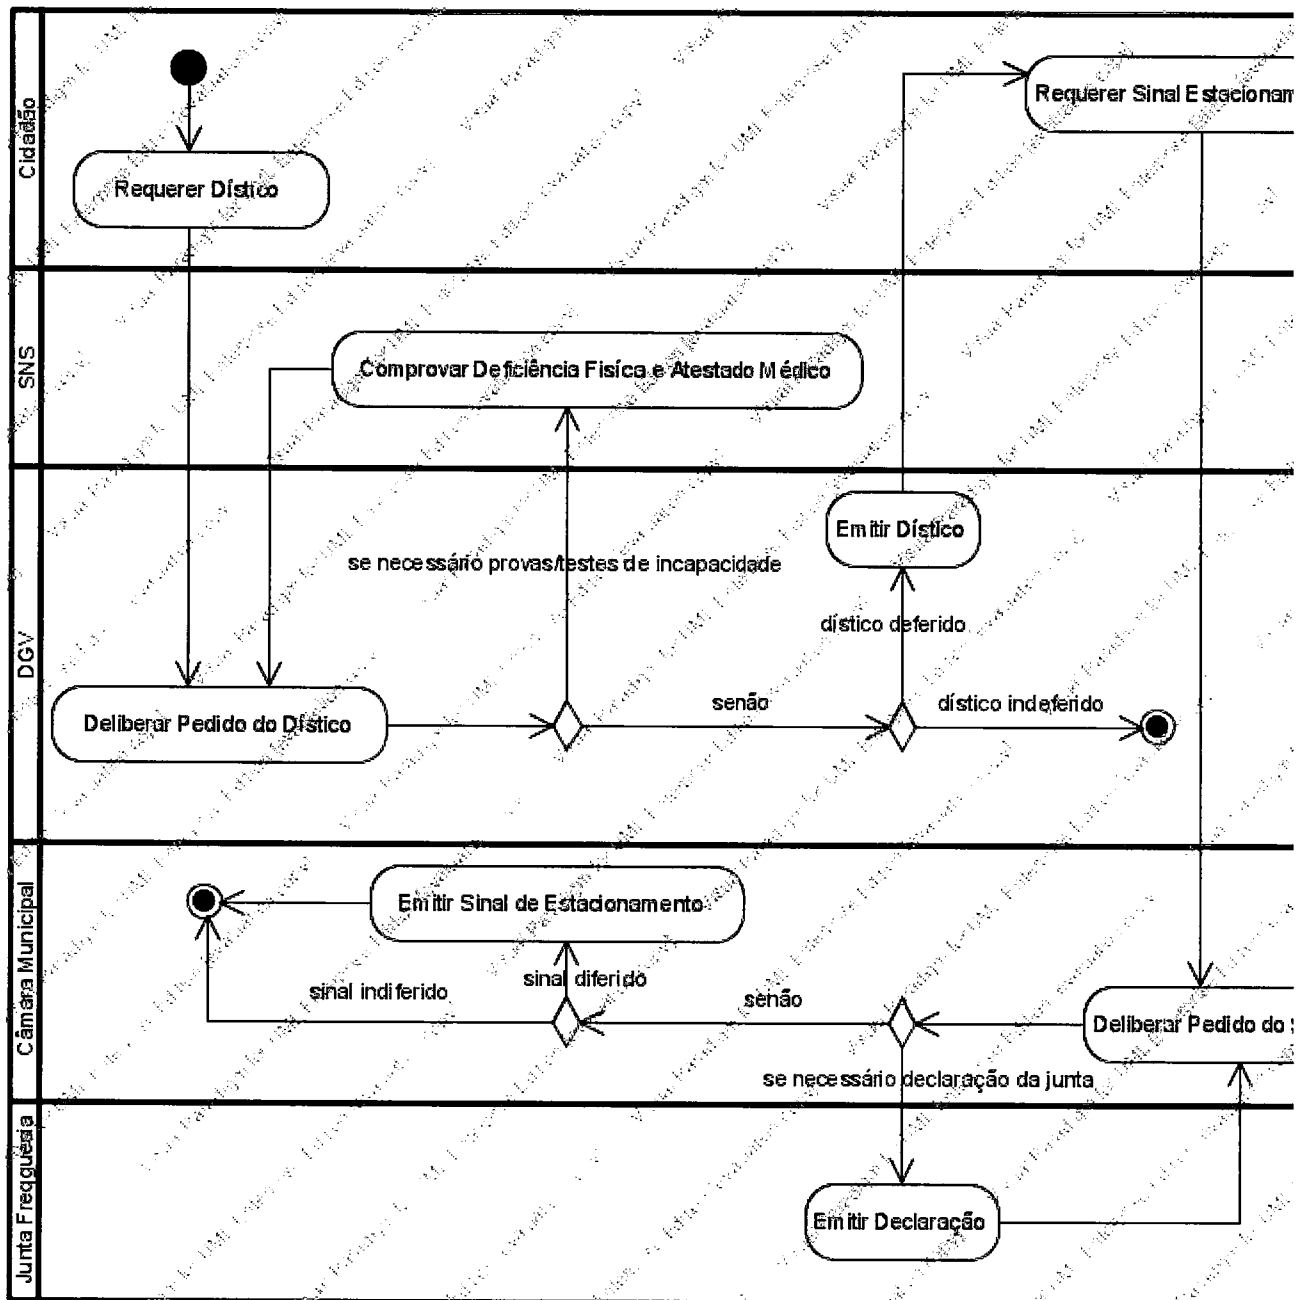 Cidadão
Requerer Dístico
Requerer Sinal Estacionam
SNS
Comprovar Deficiência Fisíca e Atestado Médico
DGV
Emitir Dístico
se necessário provas/testes de incapacidade
dístico deferido
Deliberar Pedido do Dístico
senão
dístico indeferido
Câmara Municipal
Emitir Sinal de Estacionamento
sinal indiferido
sinal diferido
senão
Deliberar Pedido do
se necessário declaração da junta
Junta Freqguesia
Emitir Declaração